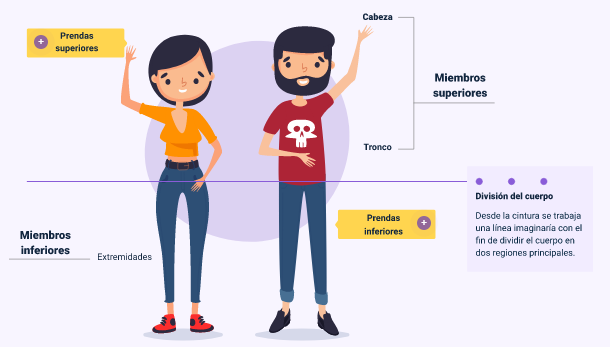 Cabeza
Prendas
superiores
Miembros
superiores
Tronco
División del cuerpo
Desde la cintura se trabaja
una línea imaginaría con el
fin de dividir el cuerpo en
dos regiones principales.
Prendas
inferiores
Miembros
inferiores
Extremidades